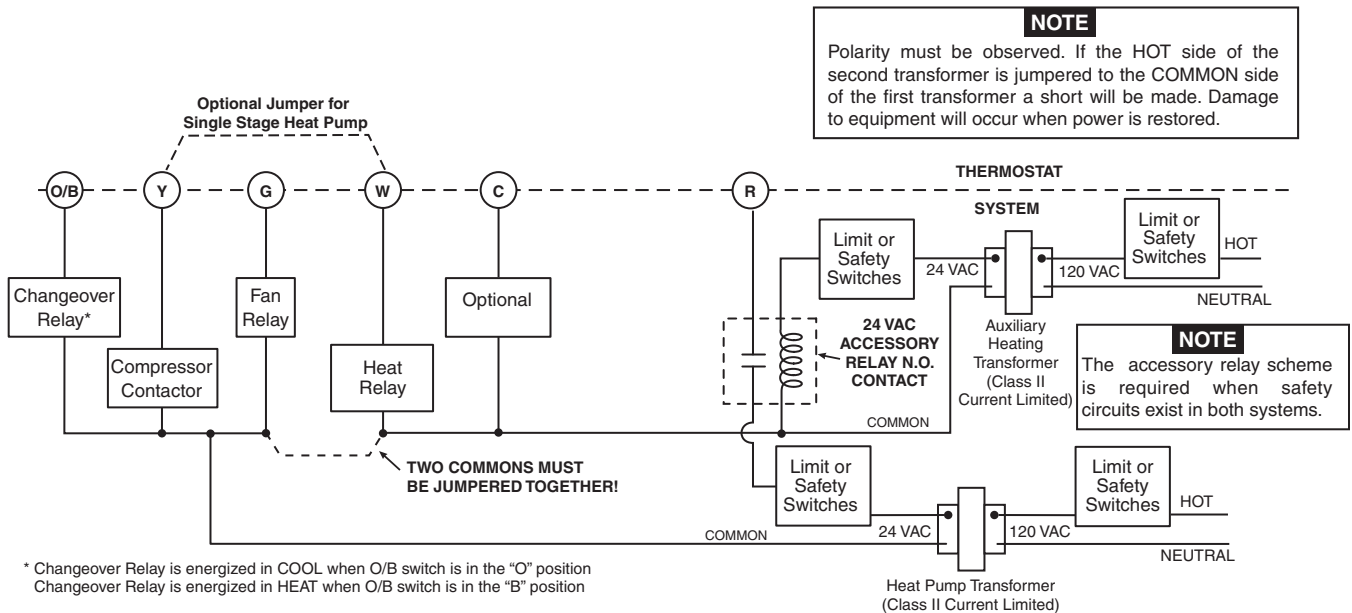 NOTE
Polarity must be observed. If the HOT side of the
second transformer is jumpered to the COMMON side
of the first transformer a short will be made. Damage
to equipment will occur when power is restored.
Optional Jumper for
Single Stage Heat Pump
O/B
Y
G
W
C
R
THERMOSTAT
SYSTEM
Changeover
Relay*
Compressor
Contactor
Fan
Relay
Heat
Relay
Optional
24 VAC
ACCESSORY
RELAY N.O.
CONTACT
Limit or
Safety
Switches
24 VAC
120 VAC
Limit or
Safety
Switches
HOT
NEUTRAL
Auxiliary
Heating
Transformer
(Class II
Current Limited)
NOTE
The accessory relay scheme
is required when safety
circuits exist in both systems.
COMMON
TWO COMMONS MUST
BE JUMPERED TOGETHER!
Limit or
Safety
Switches
COMMON
24 VAC
120 VAC
Limit or
Safety
Switches
HOT
NEUTRAL
Heat Pump Transformer
(Class II Current Limited)
* Changeover Relay is energized in COOL when O/B switch is in the “O” position
Changeover Relay is energized in HEAT when O/B switch is in the “B” position